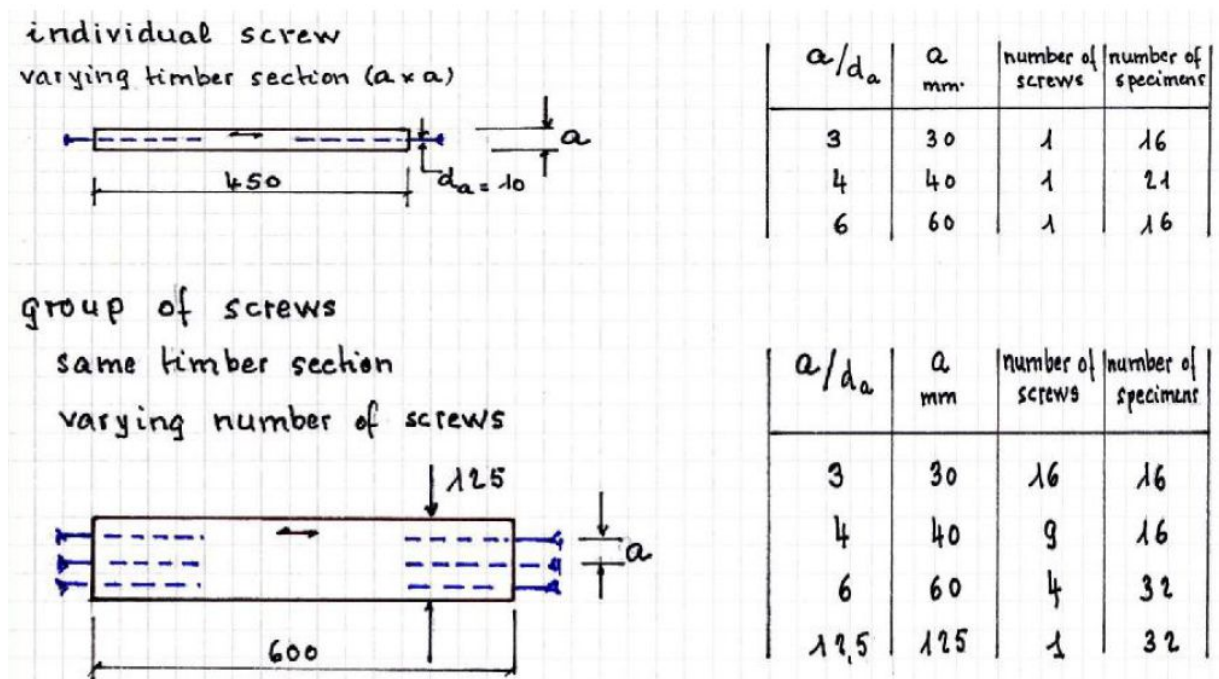 individual screw
varying timber section (a x a)
a
450
da = 10
a/da a mm. number of screws number of specimens
3 30 1 16
4 40 1 21
6 60 1 16
group of screws
same timber section
varying number of screws
125
a
600
a/da a mm number of screws number of specimens
3 30 16 16
4 40 9 16
6 60 4 32
12,5 125 1 32